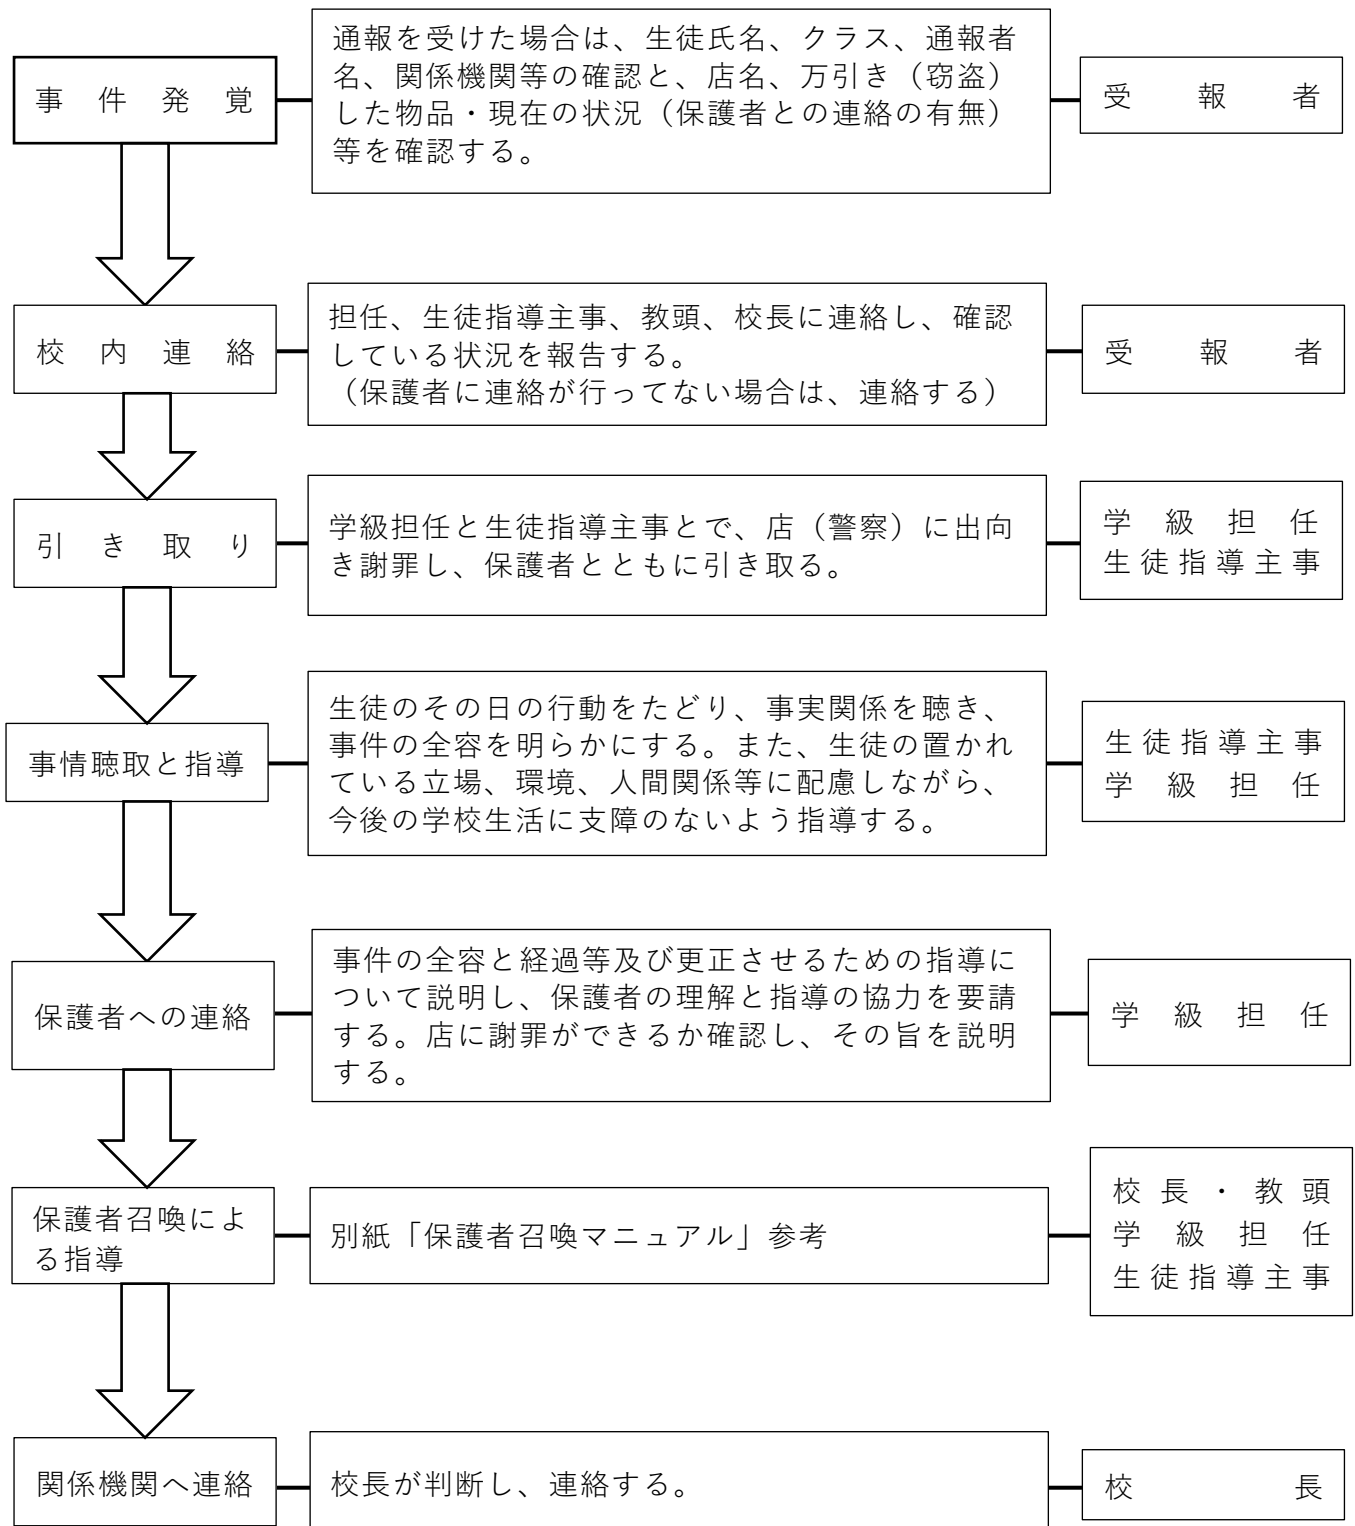 事件発覚
通報を受けた場合は、生徒氏名、クラス、通報者
名、関係機関等の確認と、店名、万引き（窃盗）
した物品・現在の状況（保護者との連絡の有無）
等を確認する。
受報者
校内連絡
担任、生徒指導主事、教頭、校長に連絡し、確認
している状況を報告する。
（保護者に連絡が行ってない場合は、連絡する）
受報者
引き取り
学級担任と生徒指導主事とで、店（警察）に出向
き謝罪し、保護者とともに引き取る。
学級担任
生徒指導主事
事情聴取と指導
生徒のその日の行動をたどり、事実関係を聴き、
事件の全容を明らかにする。また、生徒の置かれ
ている立場、環境、人間関係等に配慮しながら、
今後の学校生活に支障のないよう指導する。
生徒指導主事
学級担任
保護者への連絡
事件の全容と経過等及び更正させるための指導に
ついて説明し、保護者の理解と指導の協力を要請
する。店に謝罪ができるか確認し、その旨を説明
する。
学級担任
保護者召喚によ
る指導
別紙「保護者召喚マニュアル」参考
校長・教頭
学級担任
生徒指導主事
関係機関へ連絡
校長が判断し、連絡する。
校長